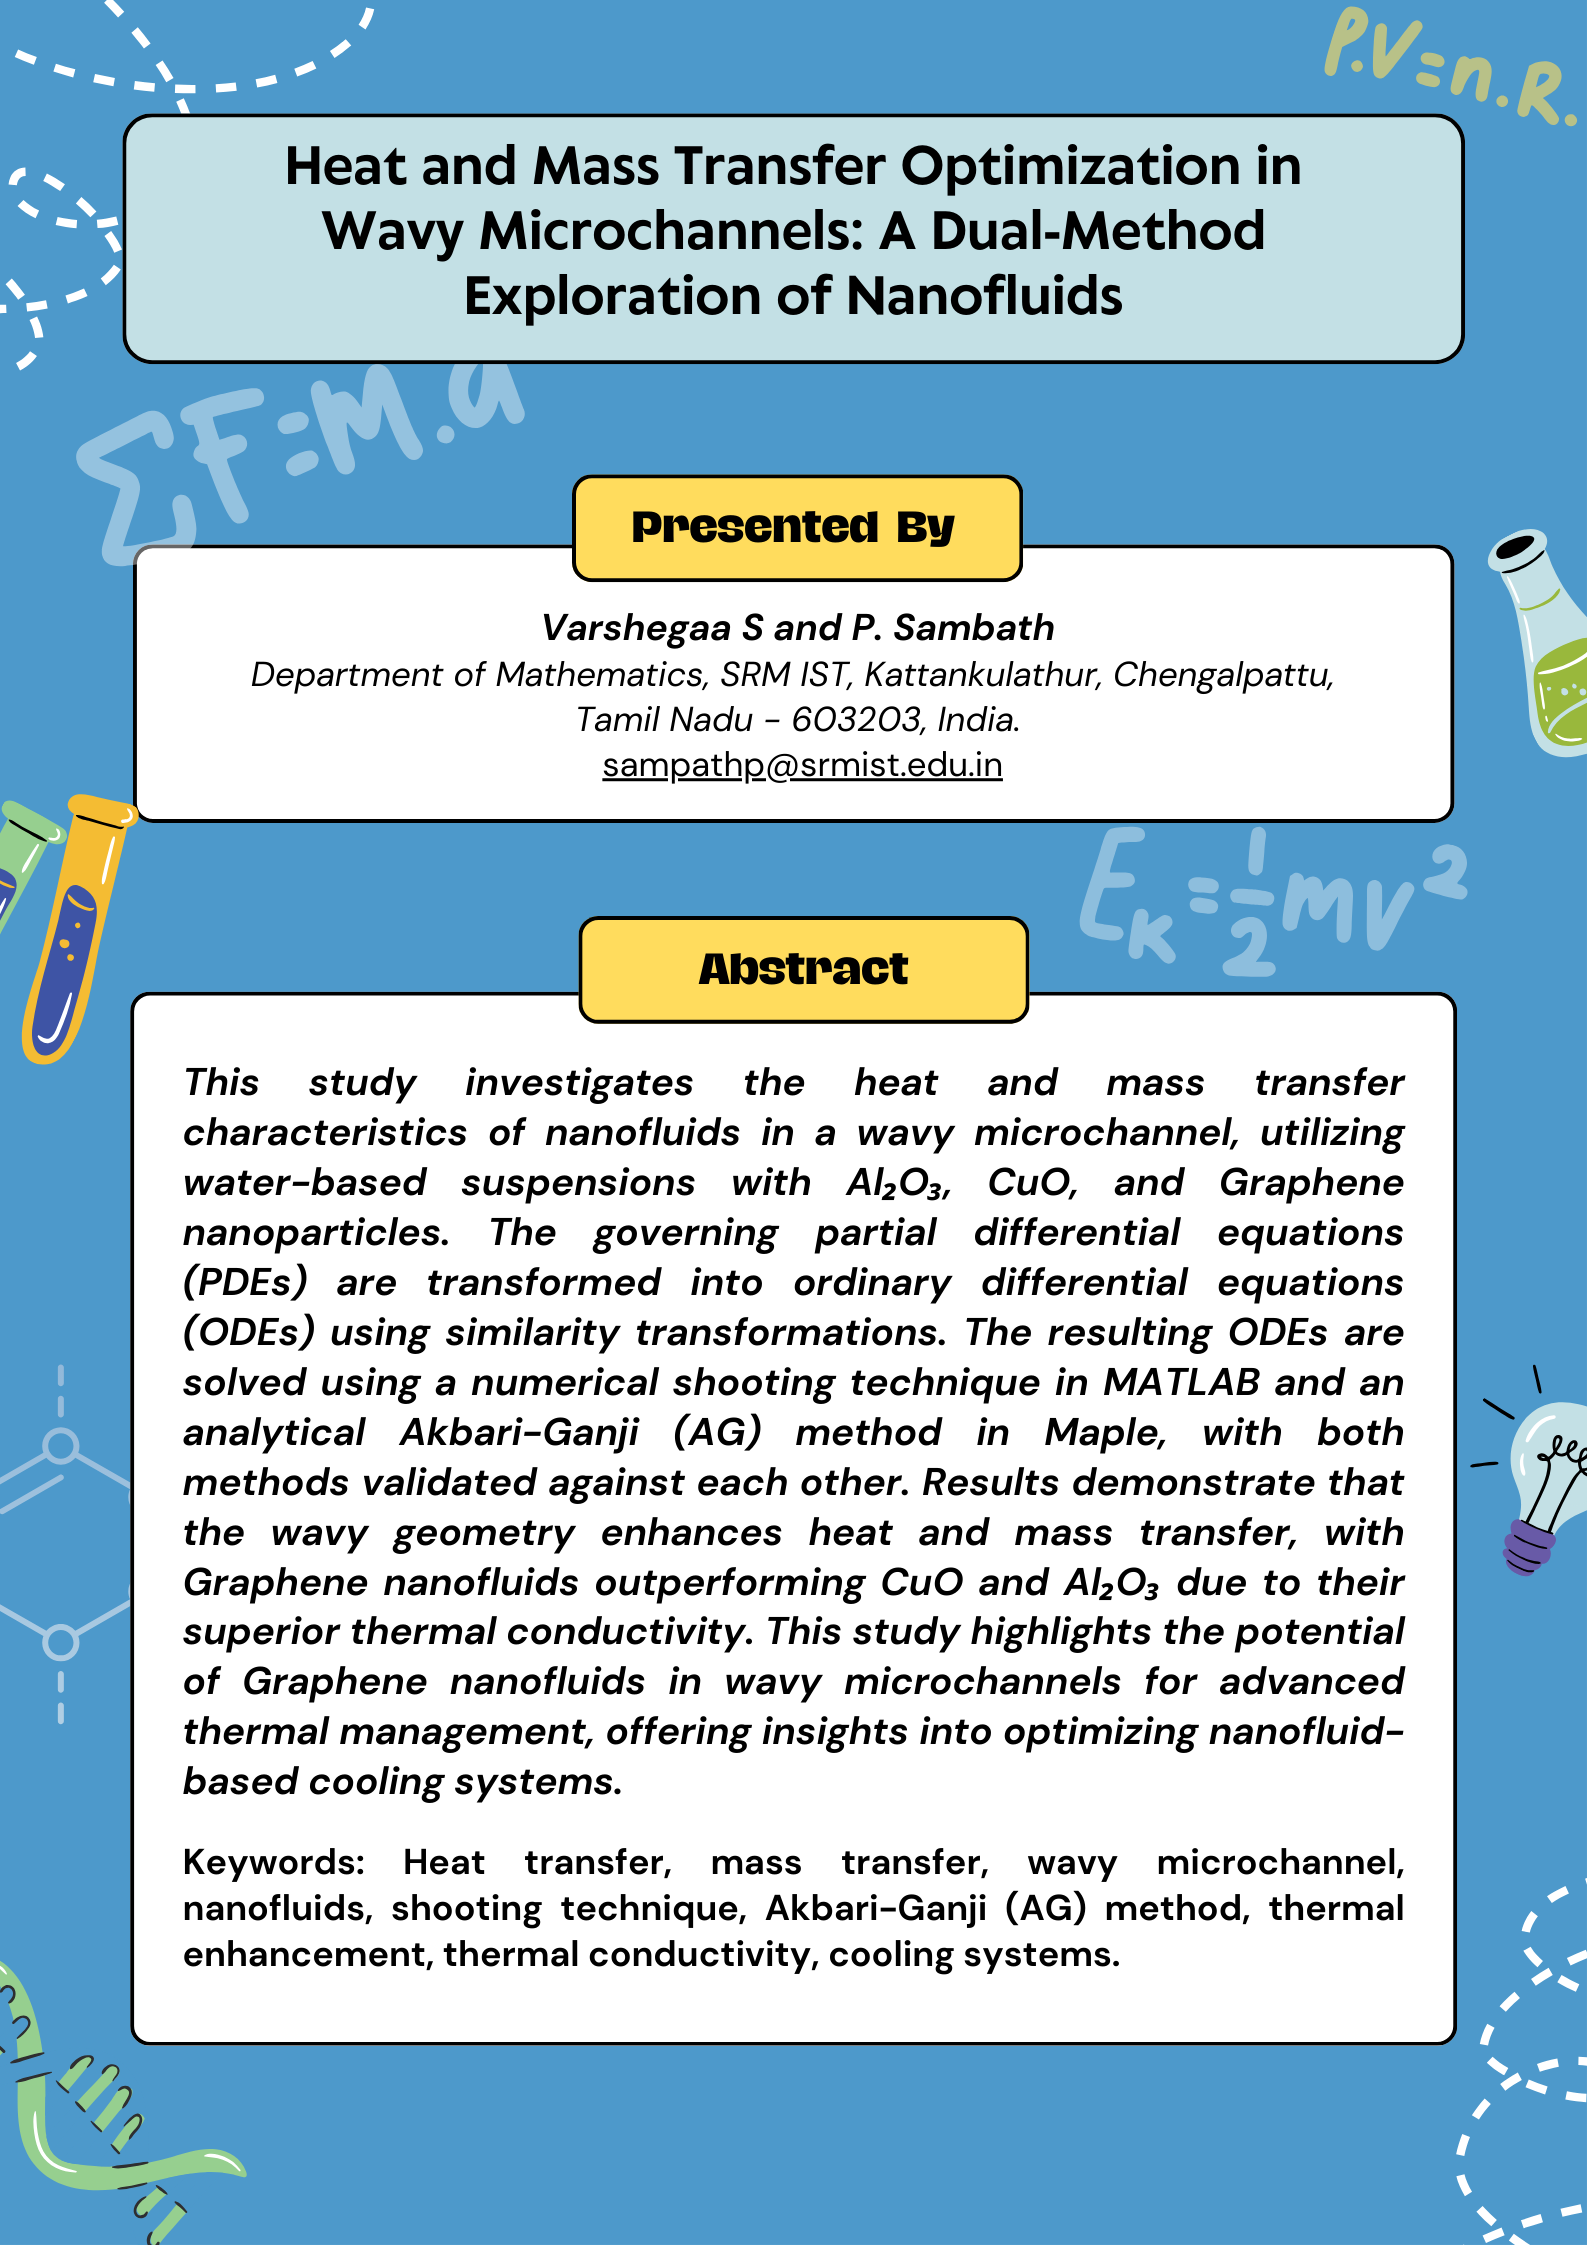 P.V=n.R.
Heat and Mass Transfer Optimization in
Wavy Microchannels: A Dual-Method
Exploration of Nanofluids
ΣF=M.a
Presented By
Varshegaa S and P. Sambath
Department of Mathematics, SRM IST, Kattankulathur, Chengalpattu,
Tamil Nadu - 603203, India.
sampathp@srmist.edu.in
Eₖ=½mv²
Abstract
This study investigates the heat and mass transfer
characteristics of nanofluids in a wavy microchannel, utilizing
water-based suspensions with Al₂O₃, CuO, and Graphene
nanoparticles. The governing partial differential equations
(PDEs) are transformed into ordinary differential equations
(ODEs) using similarity transformations. The resulting ODEs are
solved using a numerical shooting technique in MATLAB and an
analytical Akbari-Ganji (AG) method in Maple, with both
methods validated against each other. Results demonstrate that
the wavy geometry enhances heat and mass transfer, with
Graphene nanofluids outperforming CuO and Al₂O₃ due to their
superior thermal conductivity. This study highlights the potential
of Graphene nanofluids in wavy microchannels for advanced
thermal management, offering insights into optimizing nanofluid-
based cooling systems.
Keywords: Heat transfer, mass transfer, wavy microchannel,
nanofluids, shooting technique, Akbari-Ganji (AG) method, thermal
enhancement, thermal conductivity, cooling systems.